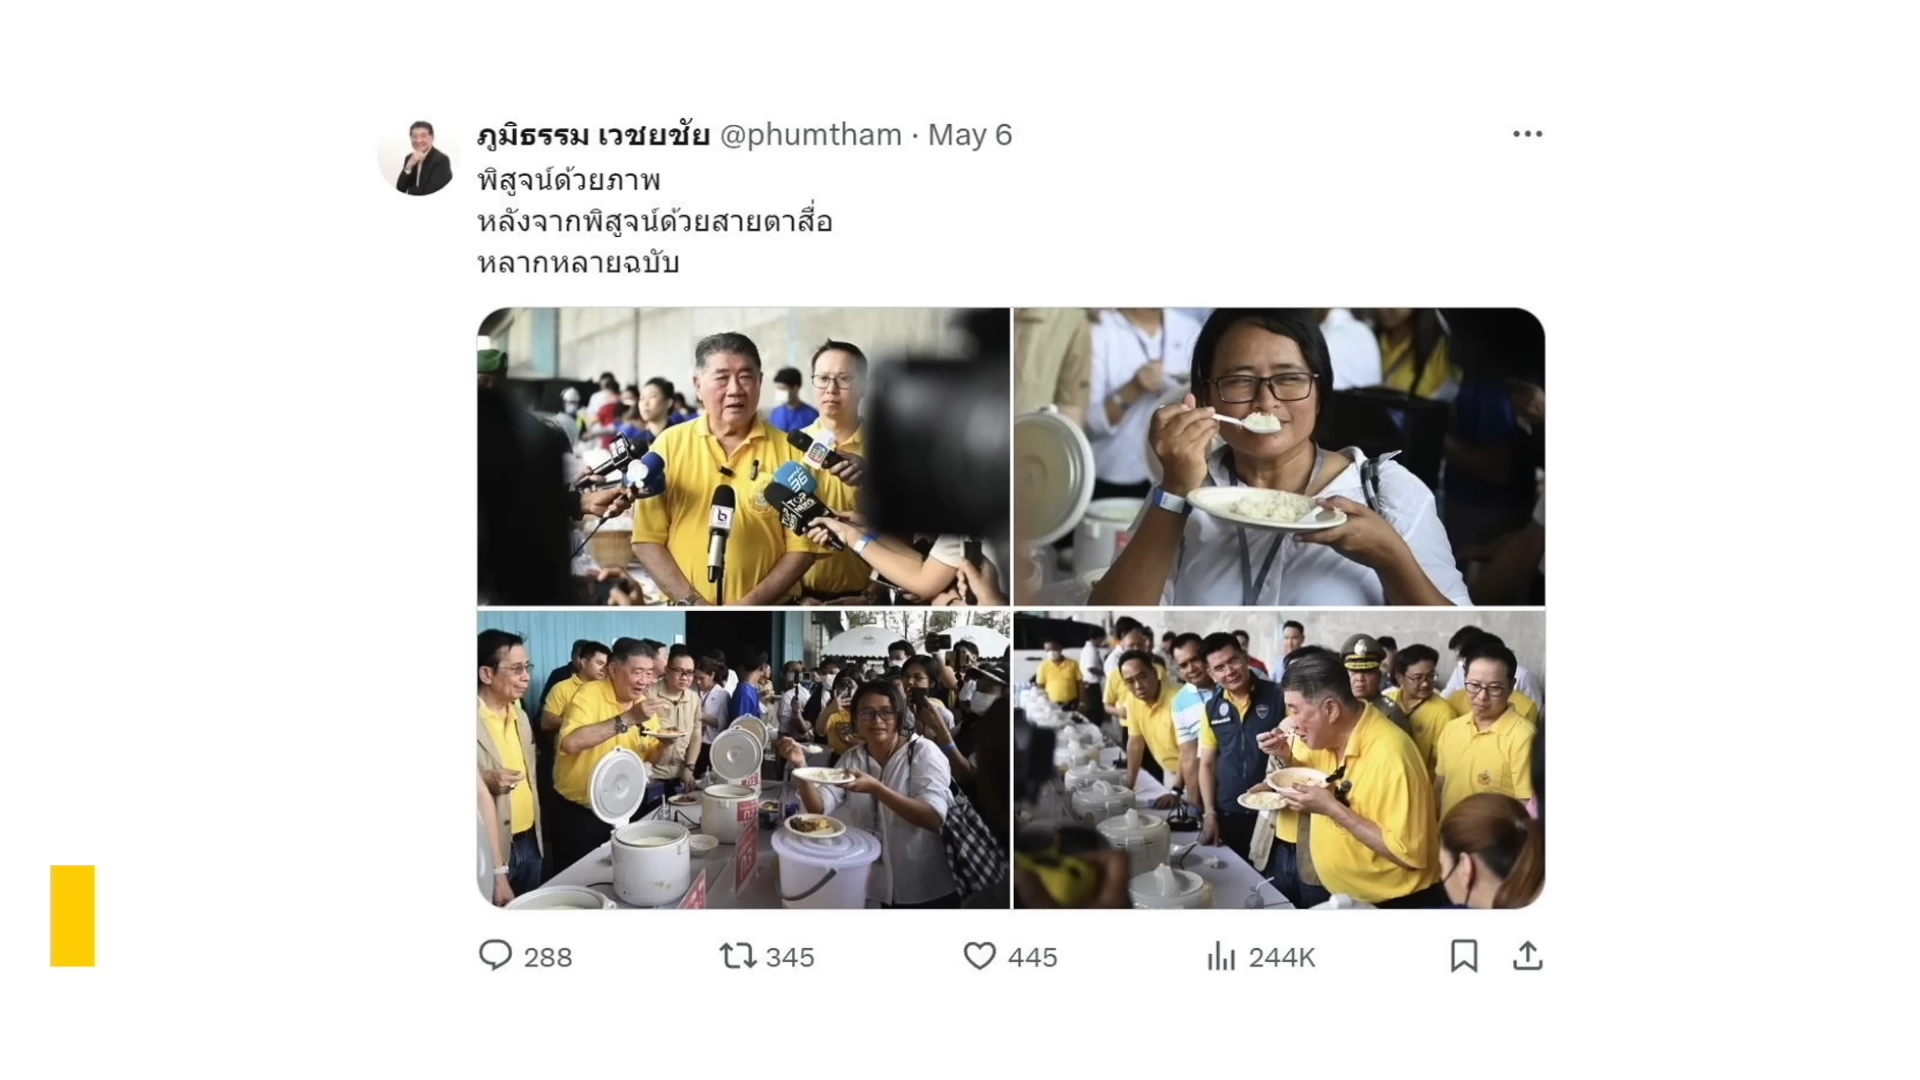 ภูมิธรรม เวชยชัย @phumtham · May 6
พิสูจน์ด้วยภาพ
หลังจากพิสูจน์ด้วยสายตาสื่อ
หลากหลายฉบับ
36
TOP
NEWS
288 345 445 244K